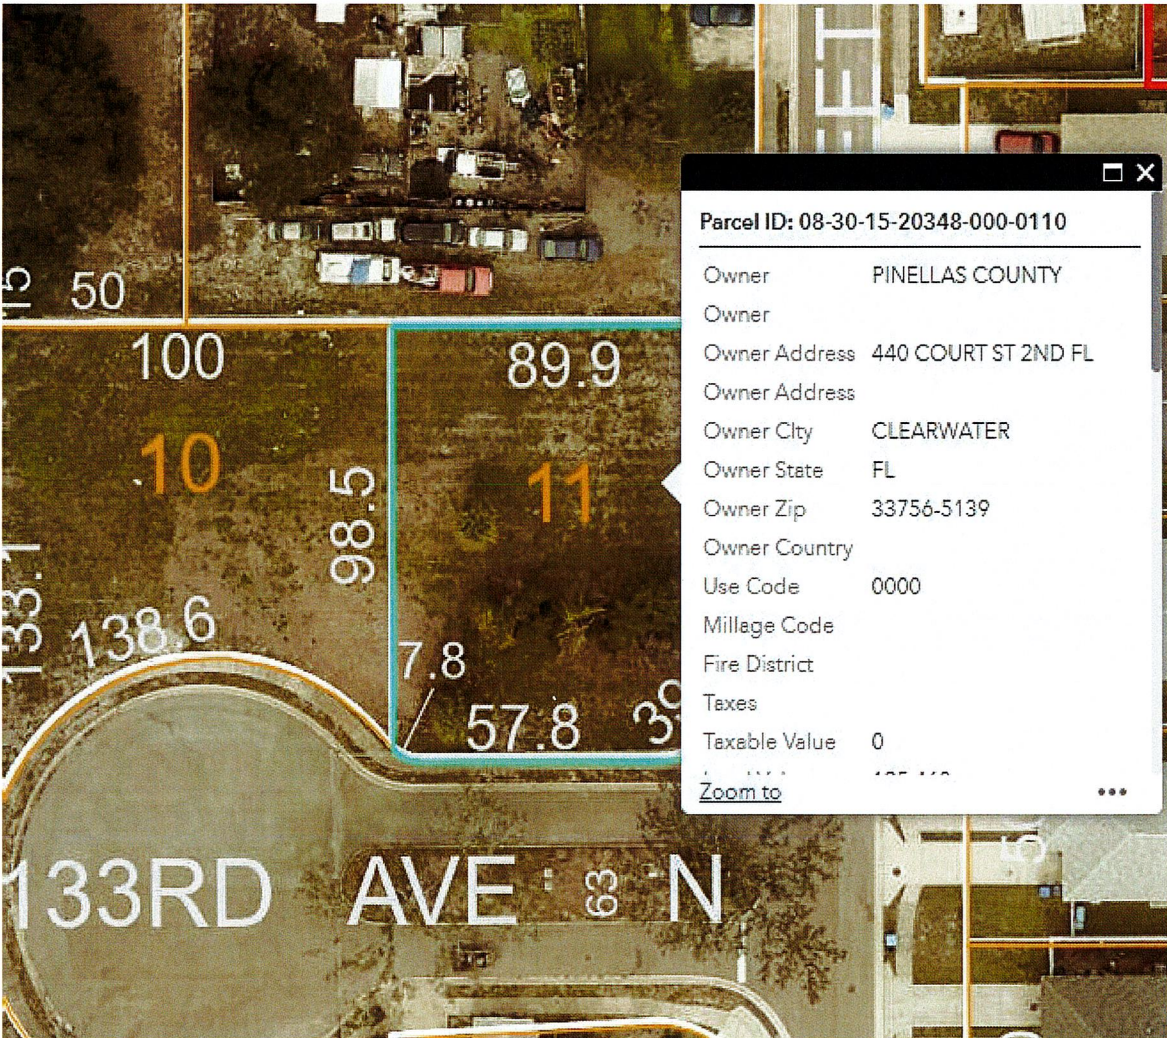 50
100
89.9
10
11
98.5
133.1
138.6
7.8
57.8
39
133RD AVE N
63
Parcel ID: 08-30-15-20348-000-0110
Owner PINELLAS COUNTY
Owner
Owner Address 440 COURT ST 2ND FL
Owner Address
Owner City CLEARWATER
Owner State FL
Owner Zip 33756-5139
Owner Country
Use Code 0000
Millage Code
Fire District
Taxes
Taxable Value 0
Zoom to